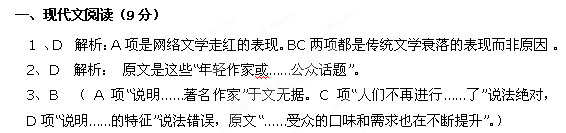 一、现代文阅读（9分）
1、D 解析：A项是网络文学走红的表现。BC两项都是传统文学衰落的表现而非原因。
2、D 解析： 原文是这些“年轻作家或……公众话题”。
3、B （ A 项“说明……著名作家”于文无据。C 项“人们不再进行……了”说法绝对，
D项“说明……的特征”说法错误，原文“……受众的口味和需求也在不断提升”。）